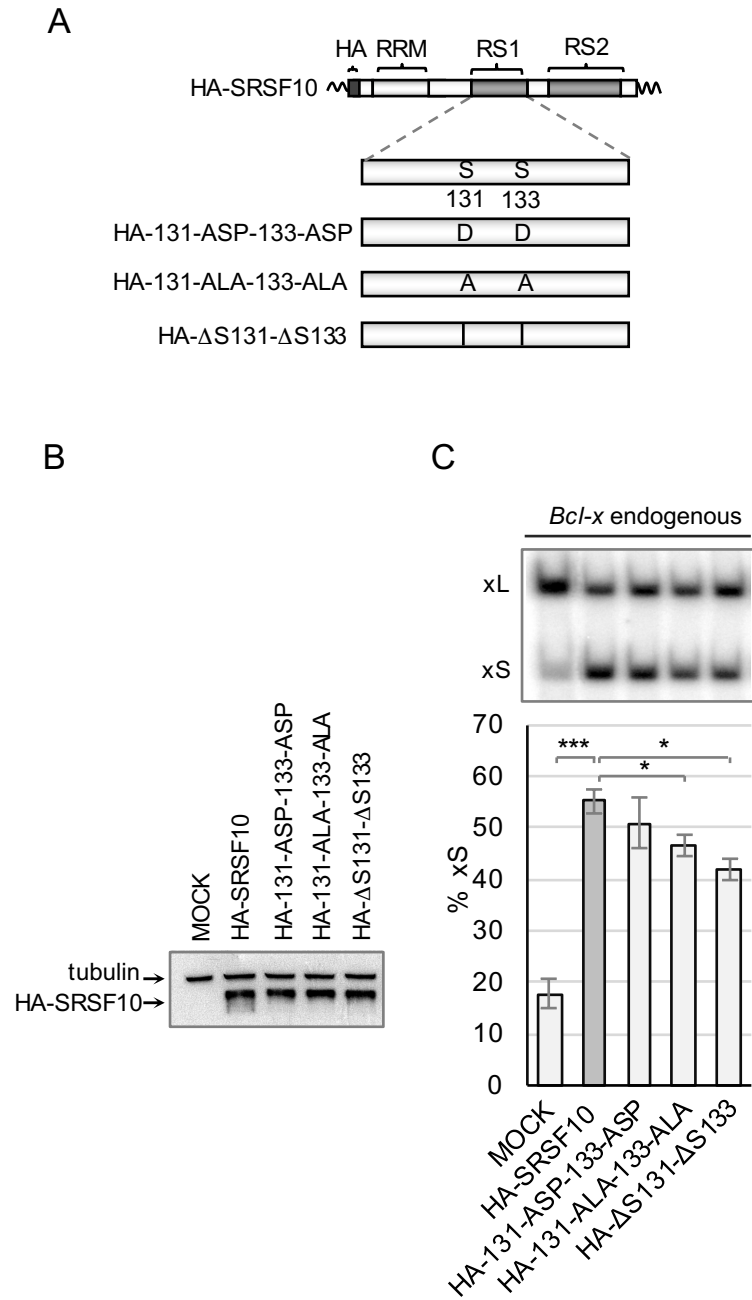 A
HA RRM RS1 RS2
HA-SRSF10
S S
131 133
HA-131-ASP-133-ASP D D
HA-131-ALA-133-ALA A A
HA-ΔS131-ΔS133
B
C
Bcl-x endogenous
xL
xS
MOCK
HA-SRSF10
HA-131-ASP-133-ASP
HA-131-ALA-133-ALA
HA-ΔS131-ΔS133
tubulin
HA-SRSF10
% xS
70
60
50
40
30
20
10
0
*** *
*
MOCK
HA-SRSF10
HA-131-ASP-133-ASP
HA-131-ALA-133-ALA
HA-ΔS131-ΔS133